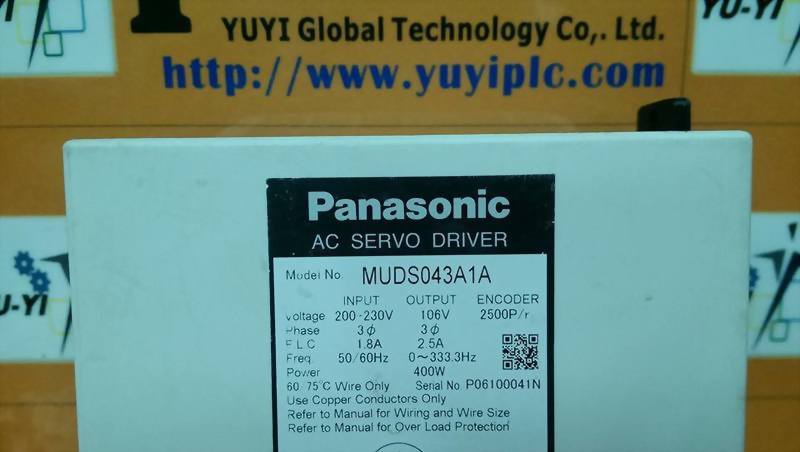 YUYI Global Technology Co,. Ltd.
YU-YI
http://www.yuyiplc.com
Panasonic
AC SERVO DRIVER
Model No. MUDS043A1A
INPUT OUTPUT ENCODER
Voltage 200-230V 106V 2500P/r
Phase 3ϕ 3ϕ
F.L.C 1.8A 2.5A
Freq. 50/60Hz 0~333.3Hz
Power 400W
60/75℃ Wire Only Serial No. P06100041N
Use Copper Conductors Only
Refer to Manual for Wiring and Wire Size
Refer to Manual for Over Load Protection
U-YI
YU-YI